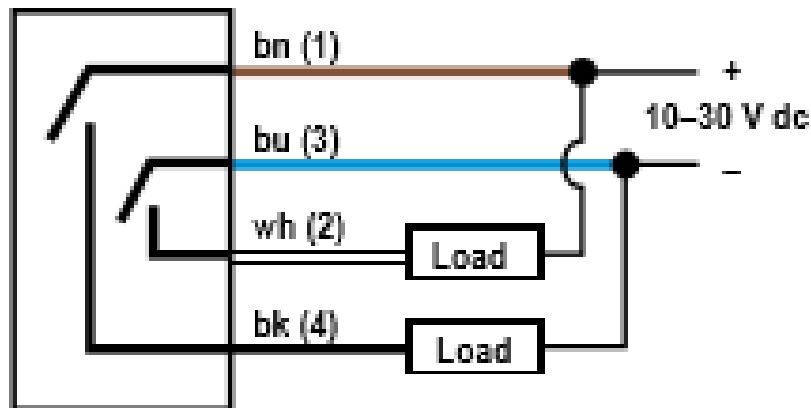 bn (1)
+
10–30 V dc
bu (3)
–
wh (2)
Load
bk (4)
Load